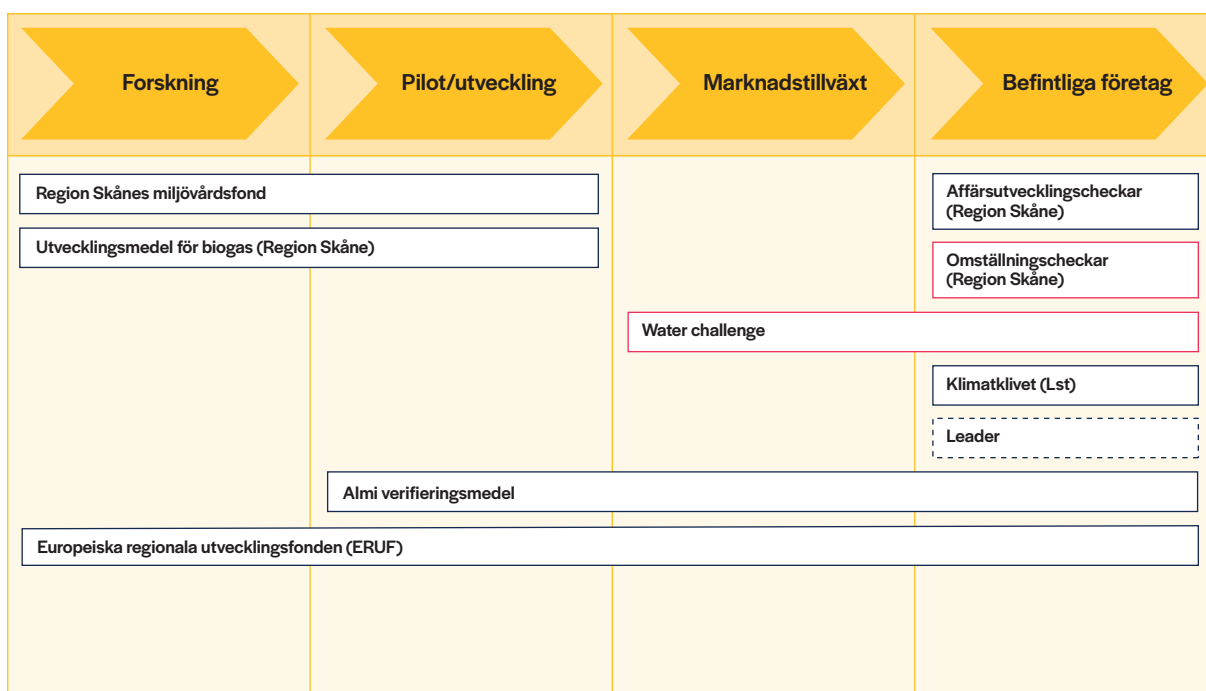 Forskning
Pilot/utveckling
Marknadstillväxt
Befintliga företag
Region Skånes miljövårdsfond
Affärsutvecklingscheckar
(Region Skåne)
Utvecklingsmedel för biogas (Region Skåne)
Omställningscheckar
(Region Skåne)
Water challenge
Klimatklivet (Lst)
Leader
Almi verifieringsmedel
Europeiska regionala utvecklingsfonden (ERUF)